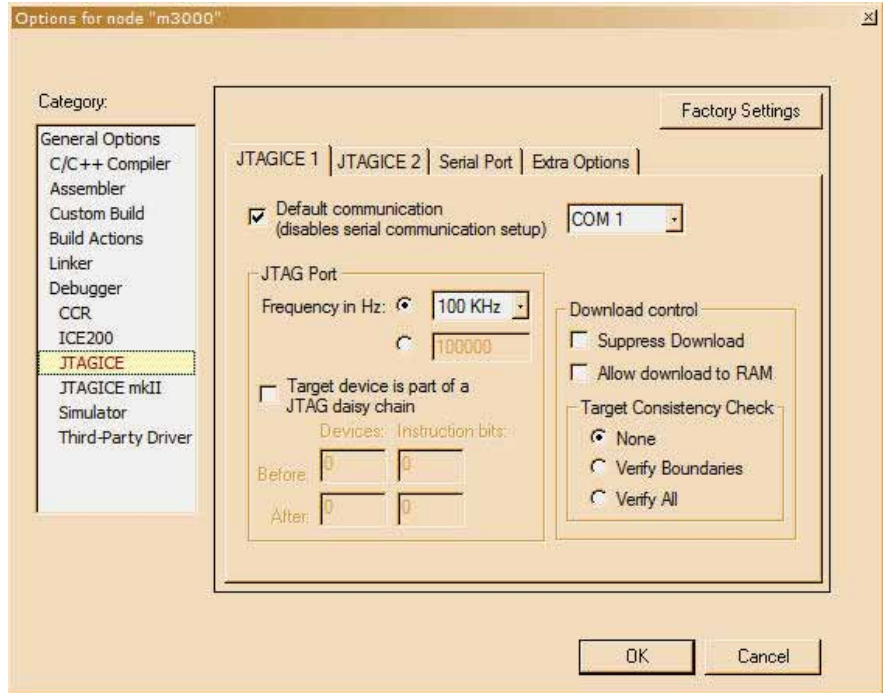 Options for node "m3000"
Category:
General Options
C/C++ Compiler
Assembler
Custom Build
Build Actions
Linker
Debugger
CCR
ICE200
JTAGICE
JTAGICE mkII
Simulator
Third-Party Driver
Factory Settings
JTAGICE 1
JTAGICE 2
Serial Port
Extra Options
Default communication
(disables serial communication setup)
COM 1
JTAG Port
Frequency in Hz:
100 KHz
100000
Target device is part of a
JTAG daisy chain
Devices: Instruction bits:
Before: 0 0
After: 0 0
Download control
Suppress Download
Allow download to RAM
Target Consistency Check
None
Verify Boundaries
Verify All
OK
Cancel